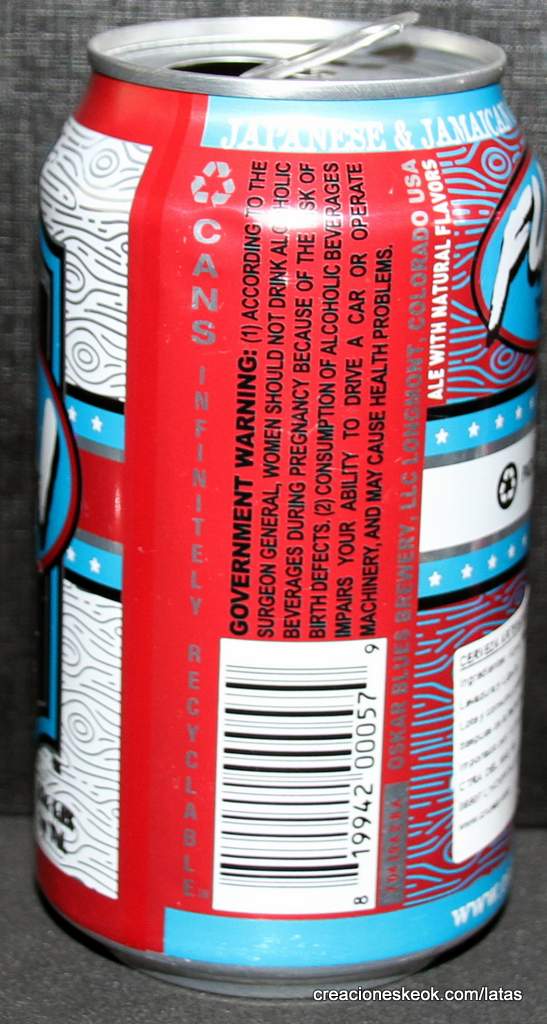 JAPANESE & JAMAICAN
CANS INFINITELY RECYCLABLE
GOVERNMENT WARNING: (1) ACCORDING TO THE
SURGEON GENERAL, WOMEN SHOULD NOT DRINK ALCOHOLIC
BEVERAGES DURING PREGNANCY BECAUSE OF THE RISK OF
BIRTH DEFECTS. (2) CONSUMPTION OF ALCOHOLIC BEVERAGES
IMPAIRS YOUR ABILITY TO DRIVE A CAR OR OPERATE
MACHINERY, AND MAY CAUSE HEALTH PROBLEMS.
8 19942 00057 9
OSKAR BLUES BREWERY, LLC LONGMONT, COLORADO USA
ALE WITH NATURAL FLAVORS
FU
CERVEZA
www.
creacioneskeok.com/latas